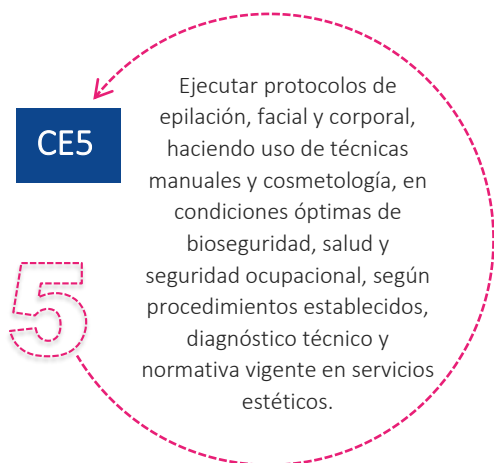 CE5
5
Ejecutar protocolos de
epilación, facial y corporal,
haciendo uso de técnicas
manuales y cosmetología, en
condiciones óptimas de
bioseguridad, salud y
seguridad ocupacional, según
procedimientos establecidos,
diagnóstico técnico y
normativa vigente en servicios
estéticos.